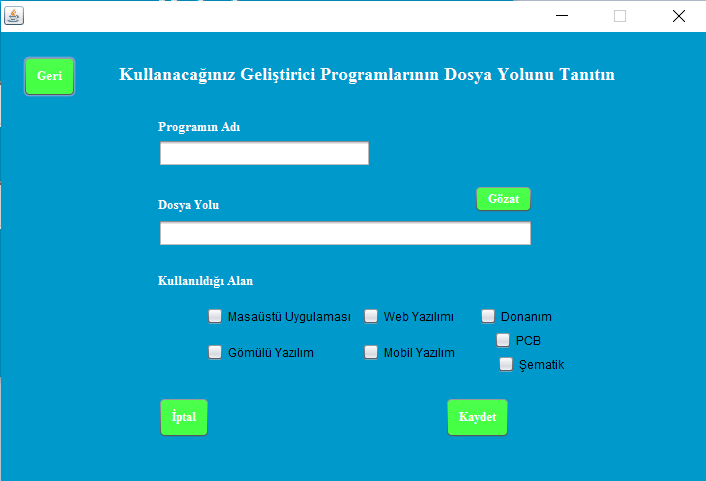 Geri
Kullanacağınız Geliştirici Programlarının Dosya Yolunu Tanıtın
Programın Adı
Gözat
Dosya Yolu
Kullanıldığı Alan
Masaüstü Uygulaması Web Yazılımı Donanım
PCB
Gömülü Yazılım Mobil Yazılım
Şematik
İptal Kaydet